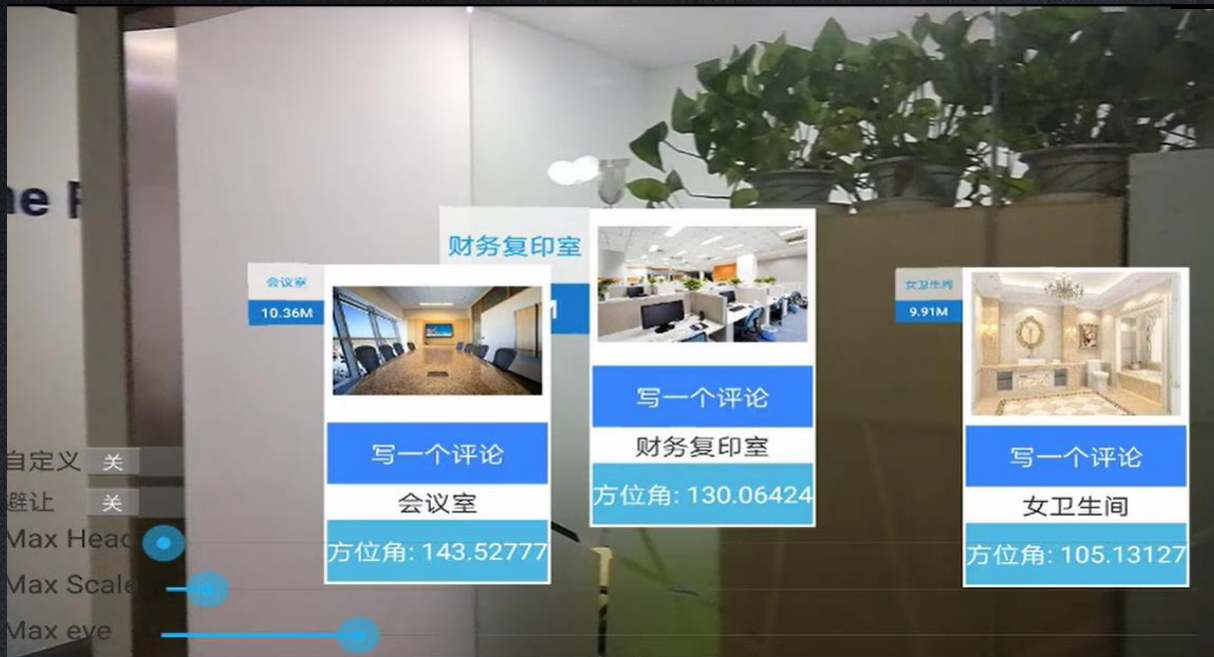 财务复印室
会议室
10.36M
女卫生间
9.91M
写一个评论
财务复印室
方位角: 130.06424
写一个评论
会议室
方位角: 143.52777
写一个评论
女卫生间
方位角: 105.13127
自定义 关
避让 关
Max Head
Max Scale
Max eye